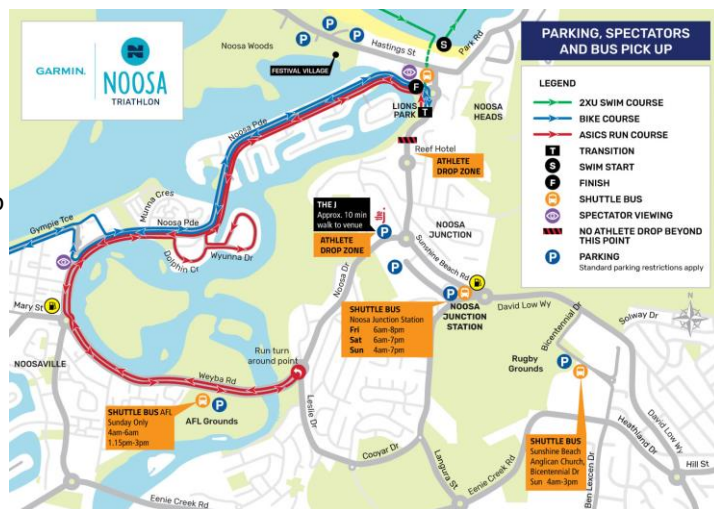 GARMIN.
N
NOOSA
TRIATHLON
Noosa Woods
Hastings St
Park Rd
S
P
P
P
P
FESTIVAL VILLAGE
F
LIONS
PARK
T
NOOSA
HEADS
Reef Hotel
ATHLETE
DROP ZONE
Noosa Pde
Munna Cres
Gympie Tce
Noosa Pde
Dolphin Cr
Wyunna Dr
THE J
Approx. 10 min
walk to venue
the J.
P
ATHLETE
DROP ZONE
NOOSA
JUNCTION
Sunshine Beach Rd
P
Noosa Dr
SHUTTLE BUS
Noosa Junction Station
Fri 6am-8pm
Sat 6am-7pm
Sun 4am-7pm
P
NOOSA
JUNCTION
STATION
David Low Wy
Solway Dr
Bicentennial Dr
Mary St
NOOSAVILLE
Weyba Rd
Run turn
around point
SHUTTLE BUS AFL
Sunday Only
4am-6am
1.15pm-3pm
P
AFL Grounds
Leslie Dr
Cooyar Dr
Langura St
Eenie Creek Rd
Eenie Creek Rd
Rugby
Grounds
P
SHUTTLE BUS
Sunshine Beach
Anglican Church,
Bicentennial Dr
Sun 4am-3pm
Ben Lexcen Dr
Heathland Dr
David Low Wy
Hill St
N
PARKING, SPECTATORS
AND BUS PICK UP
LEGEND
2XU SWIM COURSE
BIKE COURSE
ASICS RUN COURSE
T TRANSITION
S SWIM START
F FINISH
SHUTTLE BUS
SPECTATOR VIEWING
NO ATHLETE DROP BEYOND
THIS POINT
P PARKING
Standard parking restrictions apply